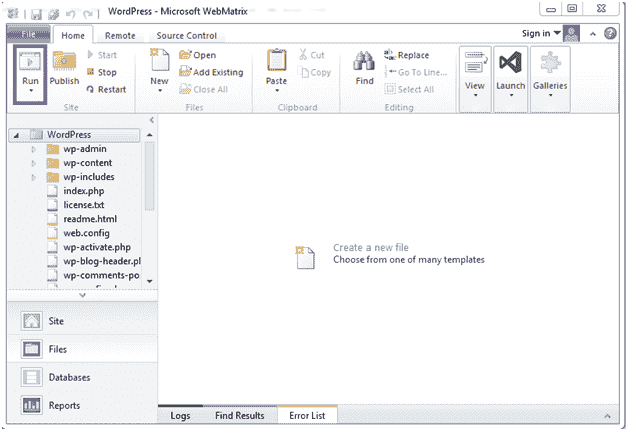 WordPress - Microsoft WebMatrix
File Home Remote Source Control Sign in
Run Publish Start Stop Restart
Site
New Open Add Existing Close All
Files
Paste Cut Copy
Clipboard
Find Replace Go To Line... Select All
Editing
View Launch Galleries
WordPress
wp-admin
wp-content
wp-includes
index.php
license.txt
readme.html
web.config
wp-activate.php
wp-blog-header.pl
wp-comments-po
Create a new file
Choose from one of many templates
Site
Files
Databases
Reports
Logs Find Results Error List